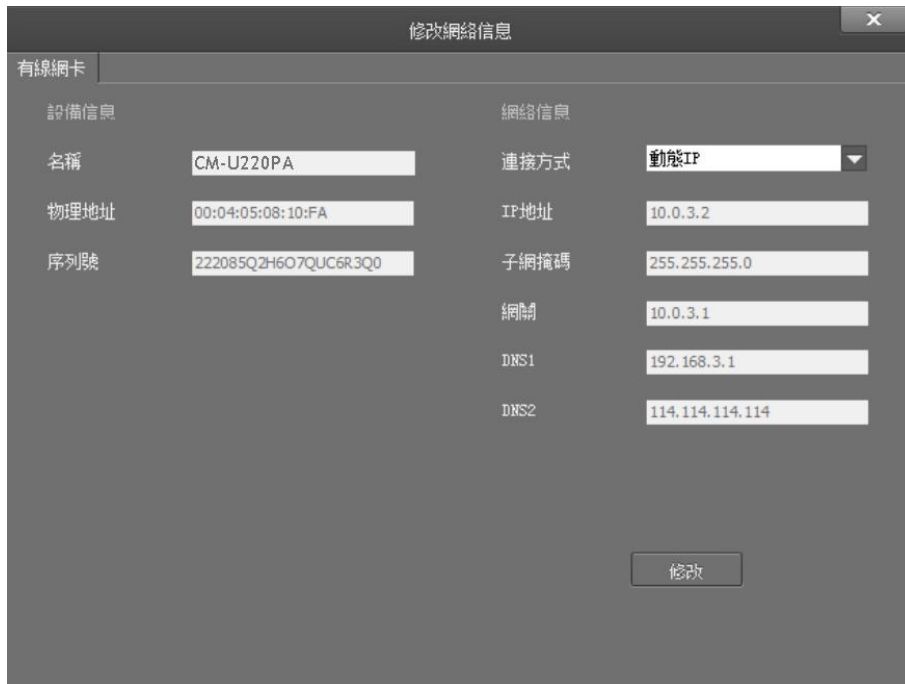 修改網絡信息
X
有線網卡
設備信息
名稱 CM-U220PA
物理地址 00:04:05:08:10:FA
序列號 222085Q2H6O7QUC6R3Q0
網絡信息
連接方式 動態IP
IP地址 10.0.3.2
子網掩碼 255.255.255.0
網關 10.0.3.1
DNS1 192.168.3.1
DNS2 114.114.114.114
修改